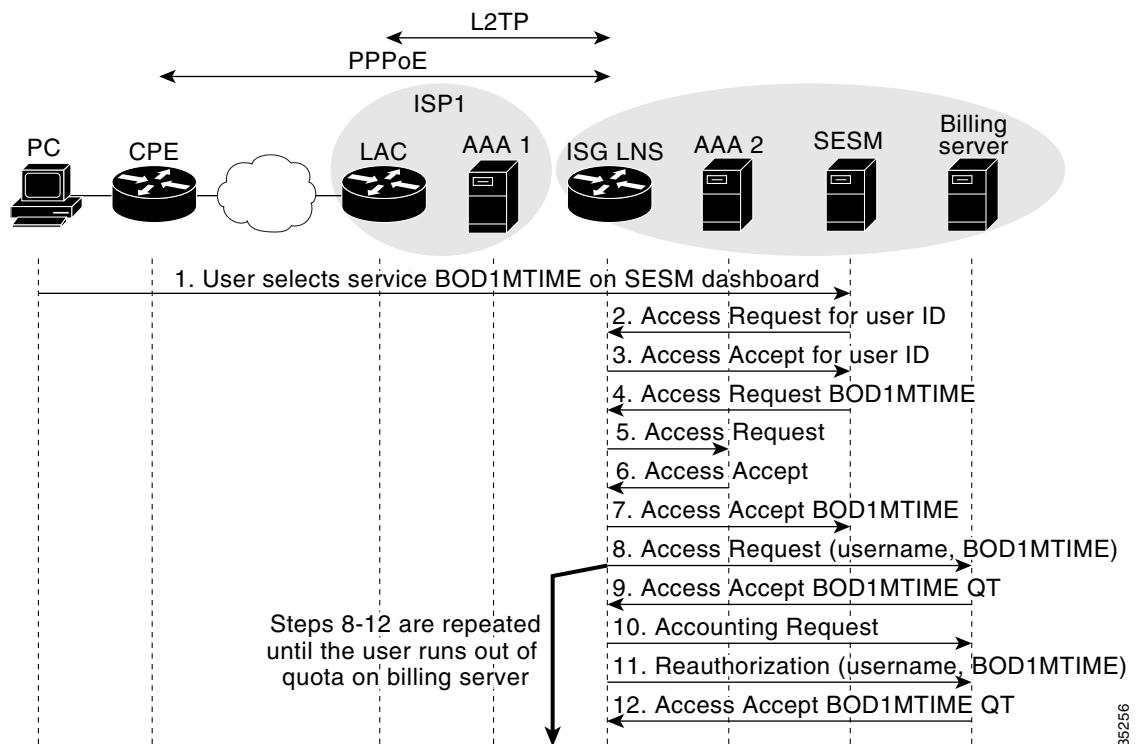 L2TP
PPPoE
ISP1
PC
CPE
LAC
AAA 1
ISG LNS
AAA 2
SESM
Billing
server
1. User selects service BOD1MTIME on SESM dashboard
2. Access Request for user ID
3. Access Accept for user ID
4. Access Request BOD1MTIME
5. Access Request
6. Access Accept
7. Access Accept BOD1MTIME
8. Access Request (username, BOD1MTIME)
9. Access Accept BOD1MTIME QT
Steps 8-12 are repeated
until the user runs out of
quota on billing server
10. Accounting Request
11. Reauthorization (username, BOD1MTIME)
12. Access Accept BOD1MTIME QT